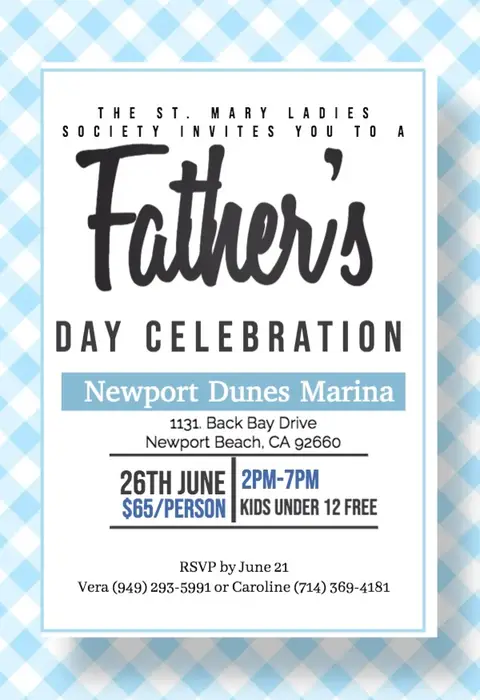 THE ST. MARY LADIES
SOCIETY INVITES YOU TO A
Father's
DAY CELEBRATION
Newport Dunes Marina
1131. Back Bay Drive
Newport Beach, CA 92660
26TH JUNE
$65/PERSON
2PM-7PM
KIDS UNDER 12 FREE
RSVP by June 21
Vera (949) 293-5991 or Caroline (714) 369-4181